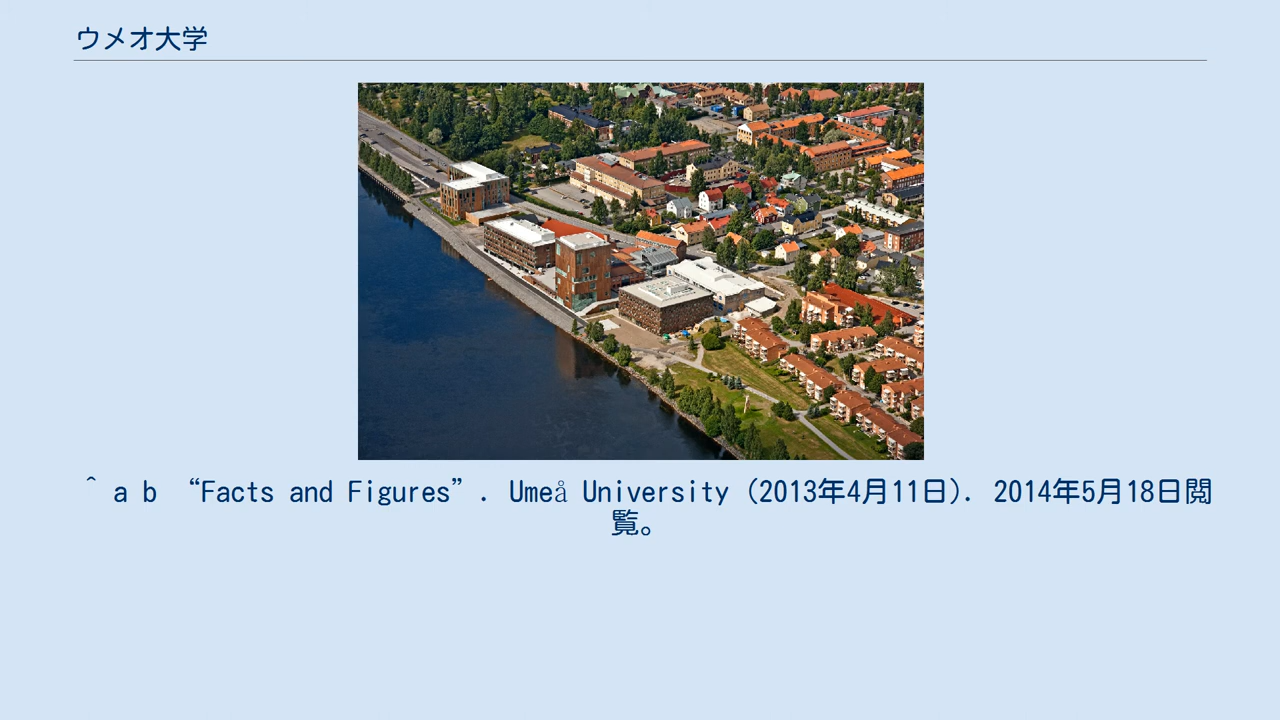 ウメオ大学
^ a b “Facts and Figures”. Umeå University (2013年4月11日). 2014年5月18日閲
覧。